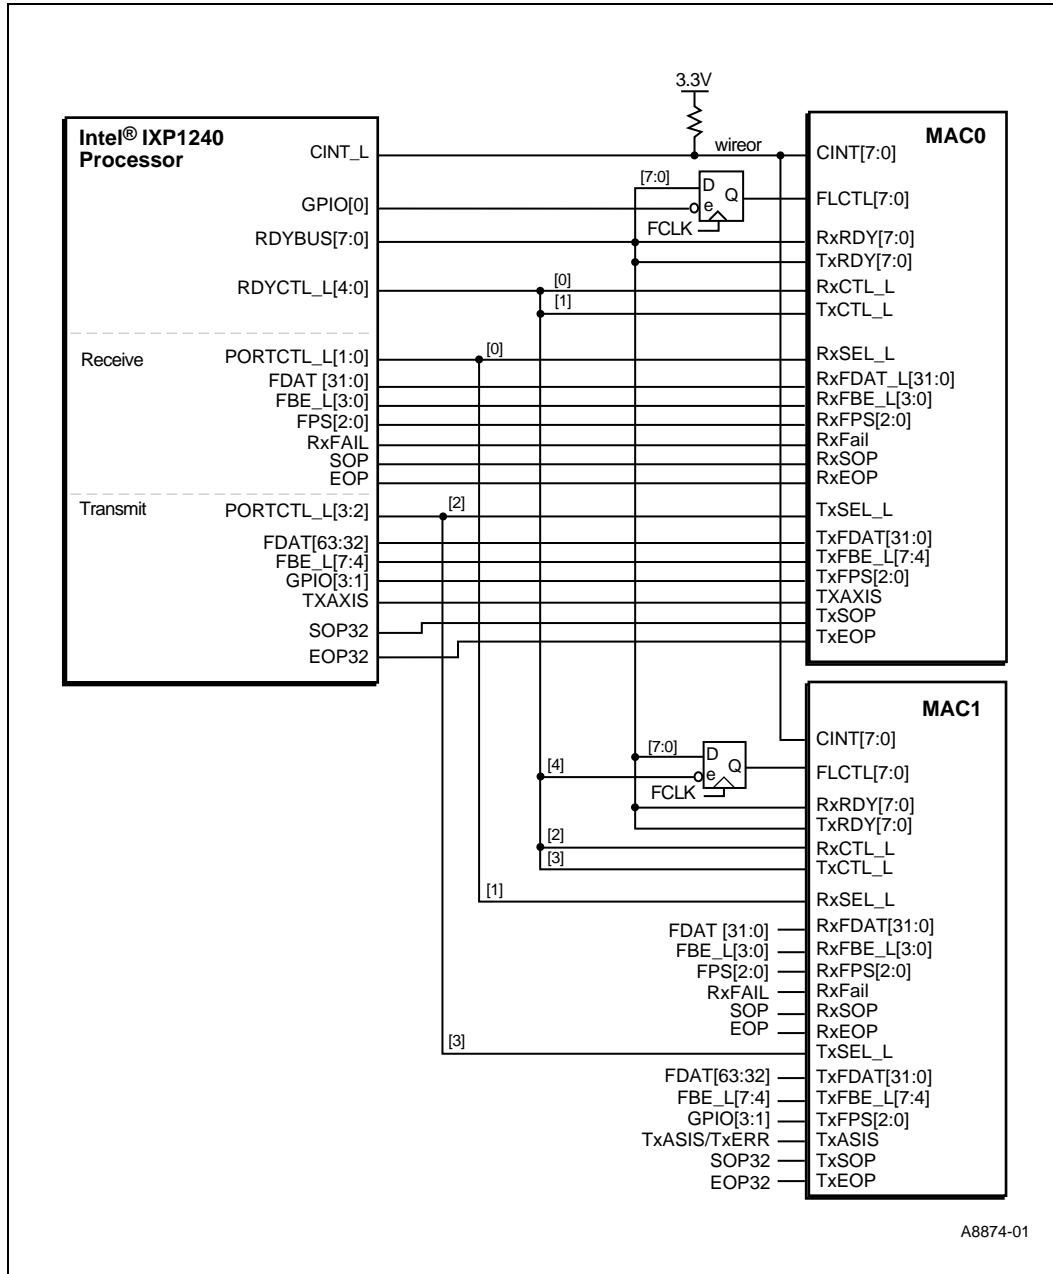 3.3V
Intel® IXP1240
Processor
MAC0
CINT_L
wireor
CINT[7:0]
[7:0]
D
Q
e
FLCTL[7:0]
GPIO[0]
FCLK
RDYBUS[7:0]
RxRDY[7:0]
TxRDY[7:0]
RDYCTL_L[4:0]
[0]
RxCTL_L
[1]
TxCTL_L
Receive
PORTCTL_L[1:0]
[0]
RxSEL_L
FDAT [31:0]
RxFDAT_L[31:0]
FBE_L[3:0]
RxFBE_L[3:0]
FPS[2:0]
RxFPS[2:0]
RxFAIL
RxFail
SOP
RxSOP
EOP
RxEOP
Transmit
PORTCTL_L[3:2]
[2]
TxSEL_L
FDAT[63:32]
TxFDAT[31:0]
FBE_L[7:4]
TxFBE_L[7:4]
GPIO[3:1]
TxFPS[2:0]
TXAXIS
TXAXIS
SOP32
TxSOP
EOP32
TxEOP
MAC1
CINT[7:0]
[7:0]
D
Q
e
FLCTL[7:0]
[4]
FCLK
RxRDY[7:0]
TxRDY[7:0]
[2]
RxCTL_L
[3]
TxCTL_L
[1]
RxSEL_L
FDAT [31:0]
RxFDAT[31:0]
FBE_L[3:0]
RxFBE_L[3:0]
FPS[2:0]
RxFPS[2:0]
RxFAIL
RxFail
SOP
RxSOP
EOP
RxEOP
[3]
TxSEL_L
FDAT[63:32]
TxFDAT[31:0]
FBE_L[7:4]
TxFBE_L[7:4]
GPIO[3:1]
TxFPS[2:0]
TxASIS/TxERR
TxASIS
SOP32
TxSOP
EOP32
TxEOP
A8874-01